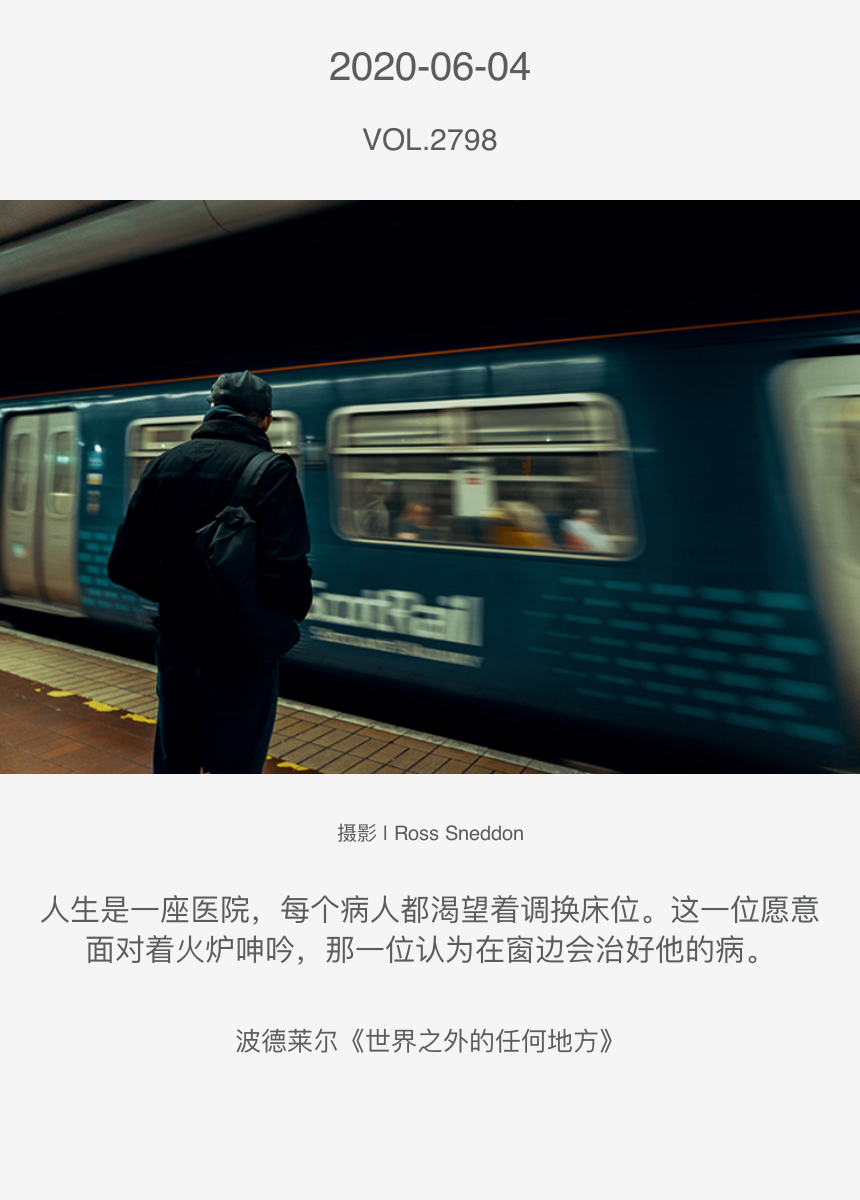 2020-06-04
VOL.2798
ScotRail
摄影 l Ross Sneddon
人生是一座医院，每个病人都渴望着调换床位。这一位愿意
面对着火炉呻吟，那一位认为在窗边会治好他的病。
波德莱尔《世界之外的任何地方》